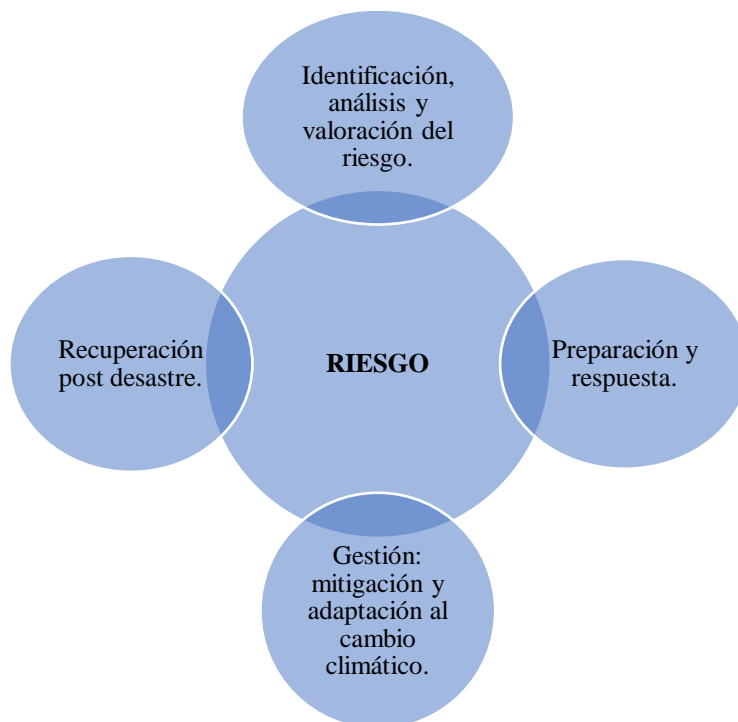 Identificación,
análisis y
valoración del
riesgo.
Recuperación
post desastre.
RIESGO
Preparación y
respuesta.
Gestión:
mitigación y
adaptación al
cambio
climático.